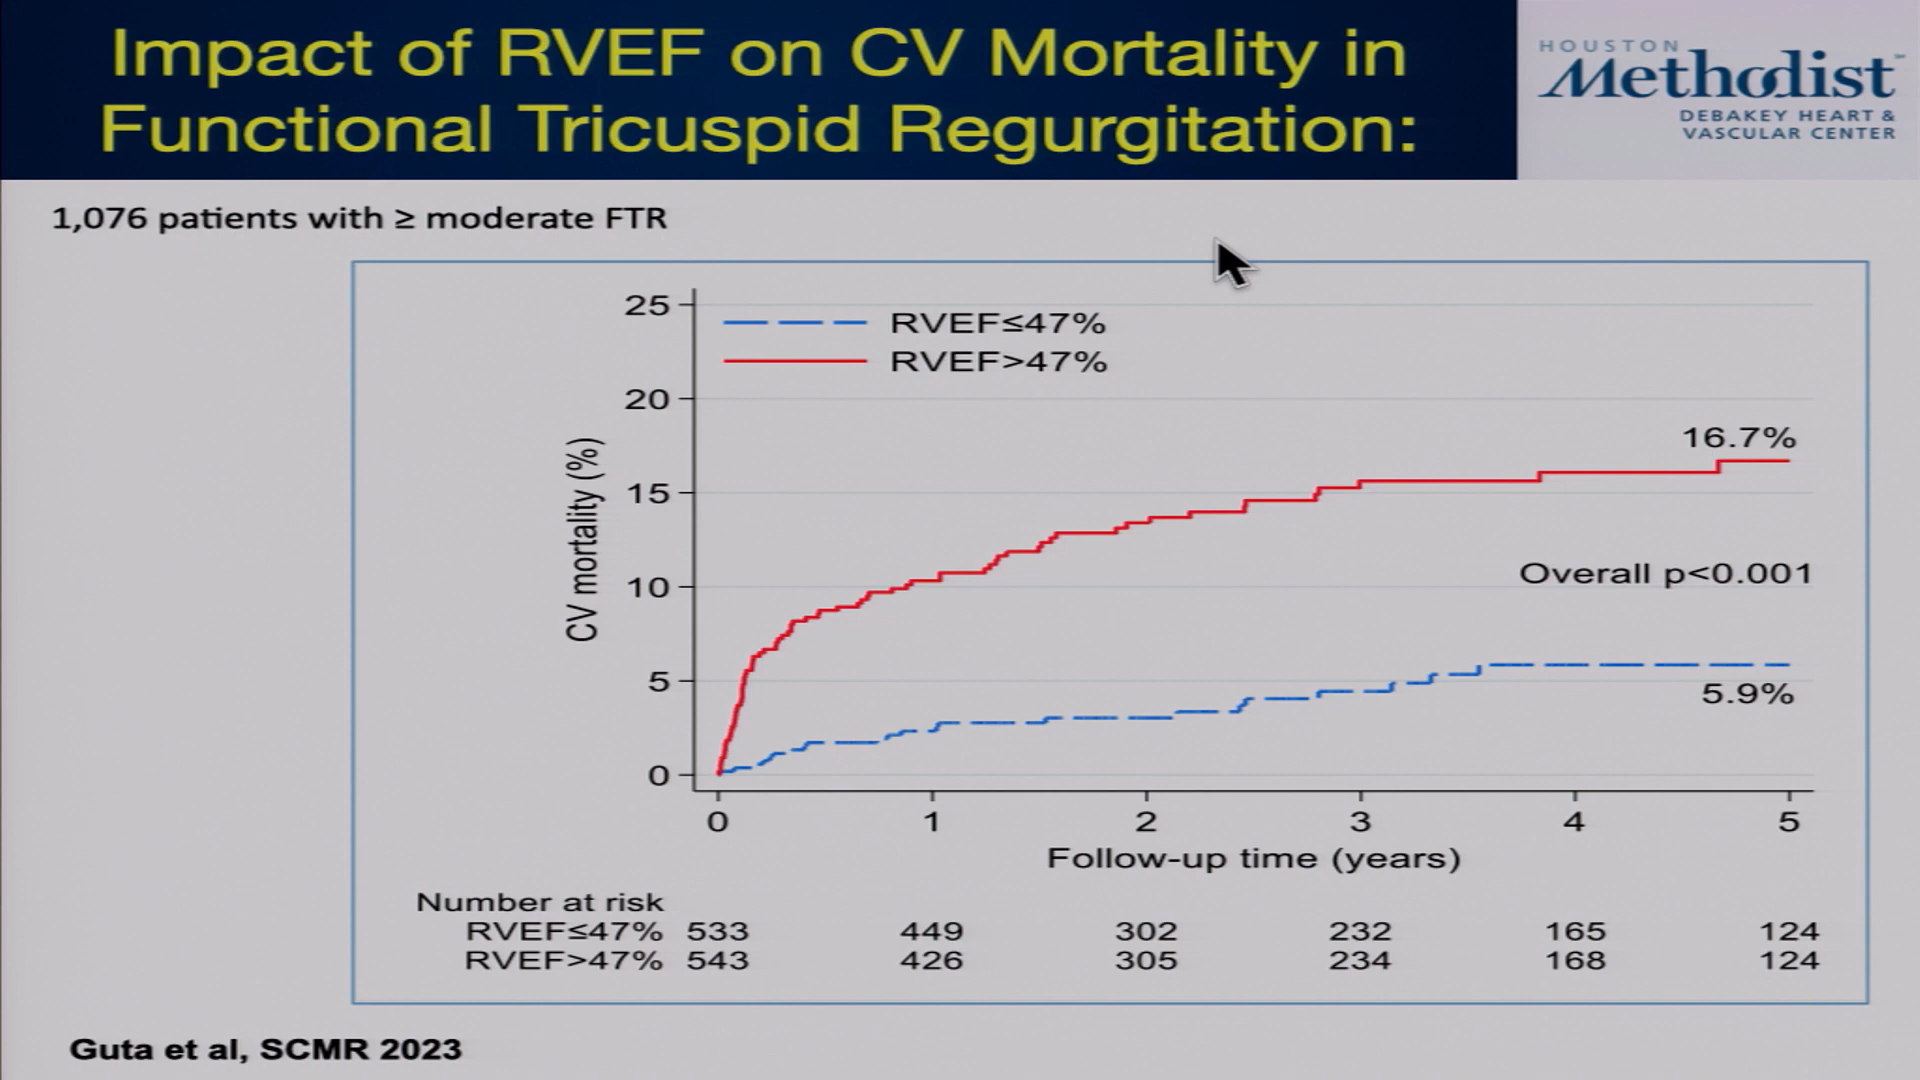 Impact of RVEF on CV Mortality in
Functional Tricuspid Regurgitation:
HOUSTON
Methodist
DEBAKEY HEART &
VASCULAR CENTER
1,076 patients with ≥ moderate FTR
25
20
15
10
5
0
CV mortality (%)
RVEF≤47%
RVEF>47%
16.7%
Overall p<0.001
5.9%
0 1 2 3 4 5
Follow-up time (years)
Number at risk
RVEF≤47% 533 449 302 232 165 124
RVEF>47% 543 426 305 234 168 124
Guta et al, SCMR 2023